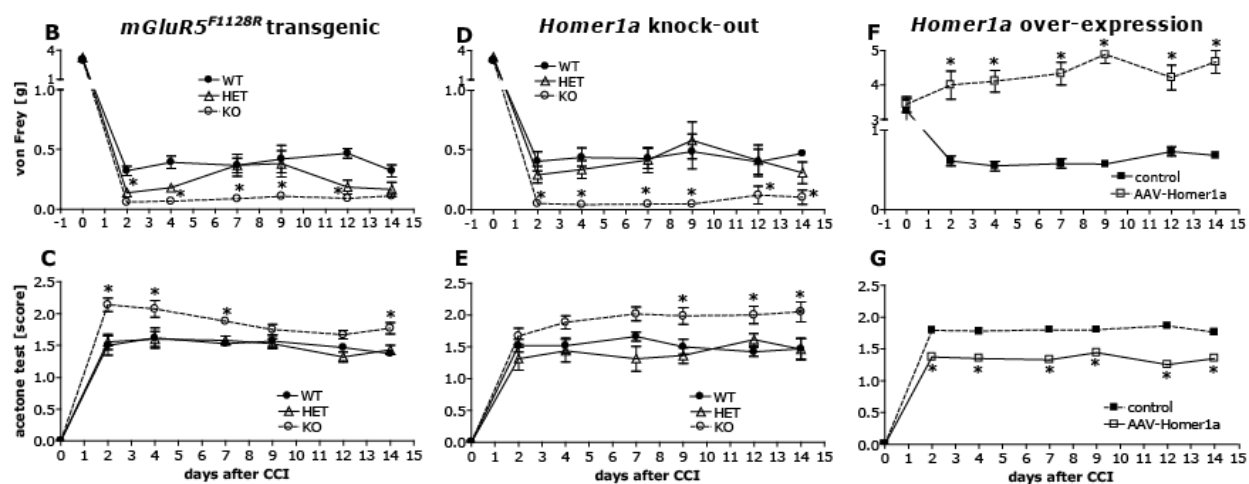 B
mGluR5F1128R transgenic
4
3
1.0
0.5
0.0
von Frey [g]
WT
HET
KO
* * * * *
-1 0 1 2 3 4 5 6 7 8 9 10 11 12 13 14 15
D
Homer1a knock-out
4
3
1.0
0.5
0.0
WT
HET
KO
* * * * * *
-1 0 1 2 3 4 5 6 7 8 9 10 11 12 13 14 15
F
Homer1a over-expression
5
4
3
1
0
* * * * * *
control
AAV-Homer1a
-1 0 1 2 3 4 5 6 7 8 9 10 11 12 13 14 15
C
2.5
2.0
1.5
1.0
0.5
0.0
acetone test [score]
* * * *
WT
HET
KO
0 1 2 3 4 5 6 7 8 9 10 11 12 13 14 15
days after CCI
E
2.5
2.0
1.5
1.0
0.5
0.0
* * *
WT
HET
KO
0 1 2 3 4 5 6 7 8 9 10 11 12 13 14 15
days after CCI
G
2.5
2.0
1.5
1.0
0.5
0.0
* * * * * *
control
AAV-Homer1a
0 1 2 3 4 5 6 7 8 9 10 11 12 13 14 15
days after CCI